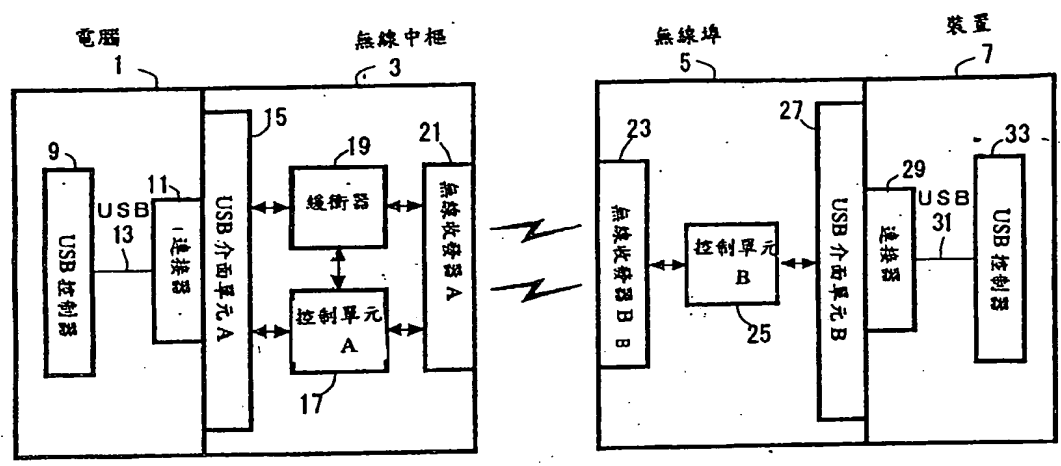 電腦
1
無線中樞
3
無線埠
5
裝置
7
9
USB 控制器
USB
13
11
連接器
15
USB 介面單元 A
19
緩衝器
控制單元
A
17
21
無線收發器 A
23
無線收發器 B B
控制單元
B
25
27
USB 介面單元 B
29
連接器
USB
31
33
USB 控制器